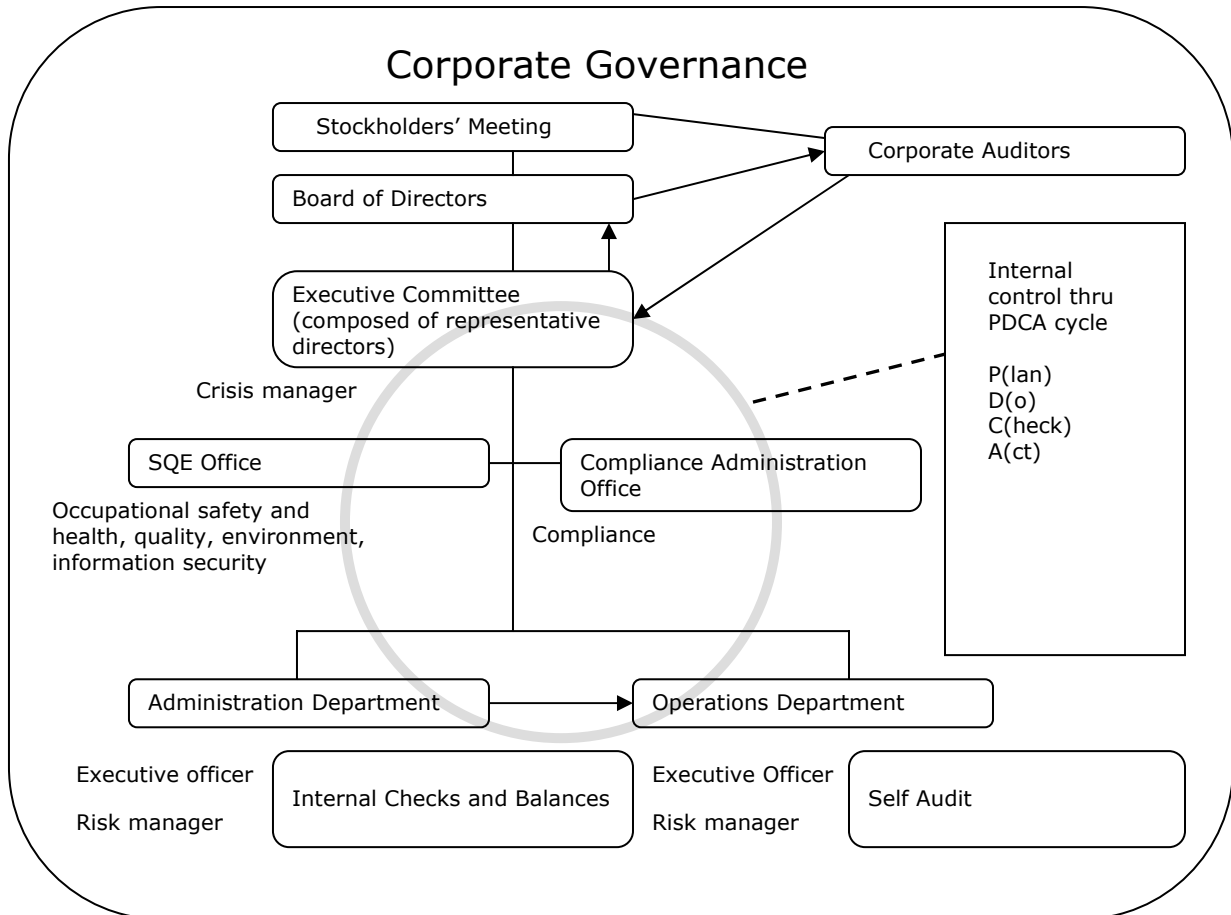 Corporate Governance
Stockholders’ Meeting
Corporate Auditors
Board of Directors
Executive Committee
(composed of representative
directors)
Internal
control thru
PDCA cycle
P(lan)
D(o)
C(heck)
A(ct)
Crisis manager
SQE Office
Compliance Administration
Office
Occupational safety and
health, quality, environment,
information security
Compliance
Administration Department
Operations Department
Executive officer
Risk manager
Internal Checks and Balances
Executive Officer
Risk manager
Self Audit